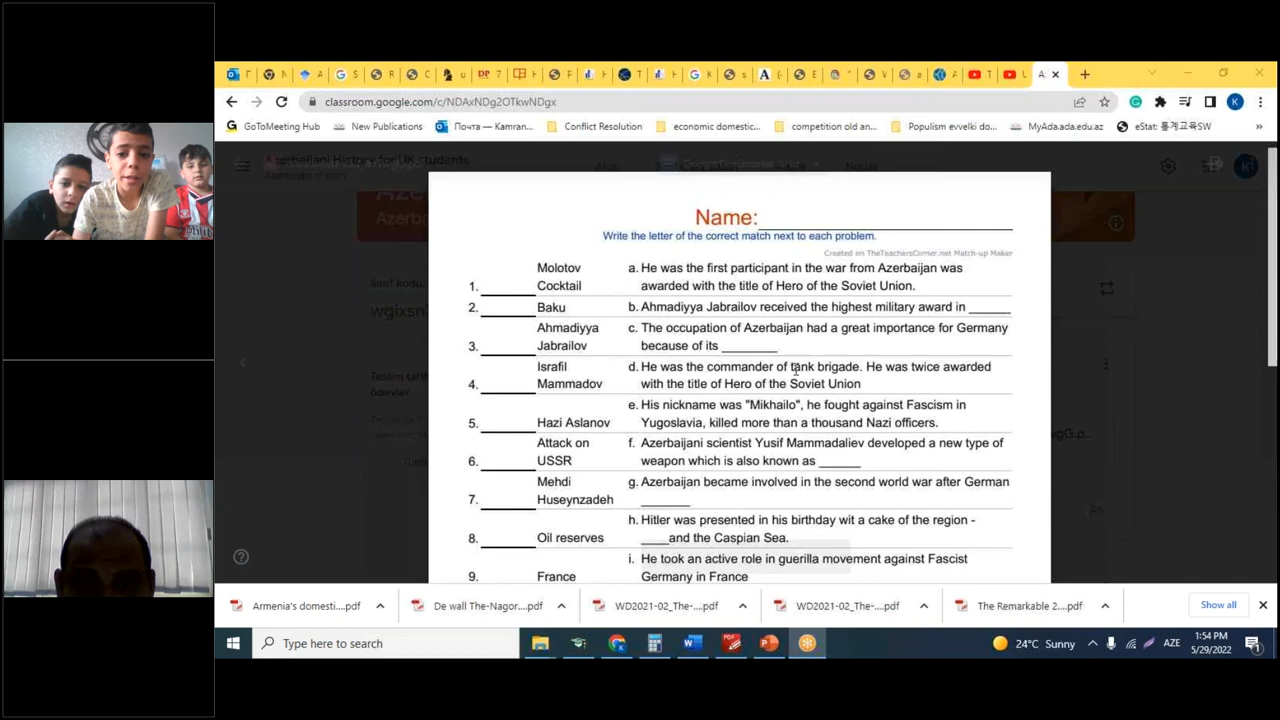 classroom.google.com/c/NDAxNDg2OTkwNDgx
GoToMeeting Hub
New Publications
Почта — Kamran...
Conflict Resolution
economic domestic...
competition old an...
Populism evvelki do...
MyAda.ada.edu.az
eStat: 통계교육SW
Azerbaijani History for UK students
Name:
Write the letter of the correct match next to each problem.
Created on TheTeachersCorner.net Match-up Maker
1. Molotov Cocktail
a. He was the first participant in the war from Azerbaijan was
awarded with the title of Hero of the Soviet Union.
2. Baku
b. Ahmadiyya Jabrailov received the highest military award in ______
3. Ahmadiyya Jabrailov
c. The occupation of Azerbaijan had a great importance for Germany
because of its ________
4. Israfil Mammadov
d. He was the commander of tank brigade. He was twice awarded
with the title of Hero of the Soviet Union
5. Hazi Aslanov
e. His nickname was "Mikhailo", he fought against Fascism in
Yugoslavia, killed more than a thousand Nazi officers.
6. Attack on USSR
f. Azerbaijani scientist Yusif Mammadaliev developed a new type of
weapon which is also known as ______
7. Mehdi Huseynzadeh
g. Azerbaijan became involved in the second world war after German
_______
8. Oil reserves
h. Hitler was presented in his birthday wit a cake of the region -
____and the Caspian Sea.
9. France
i. He took an active role in guerilla movement against Fascist
Germany in France
Armenia's domesti....pdf
De wall The-Nagor....pdf
WD2021-02_The-....pdf
WD2021-02_The-....pdf
The Remarkable 2....pdf
Show all
Type here to search
24°C Sunny
AZE
1:54 PM
5/29/2022